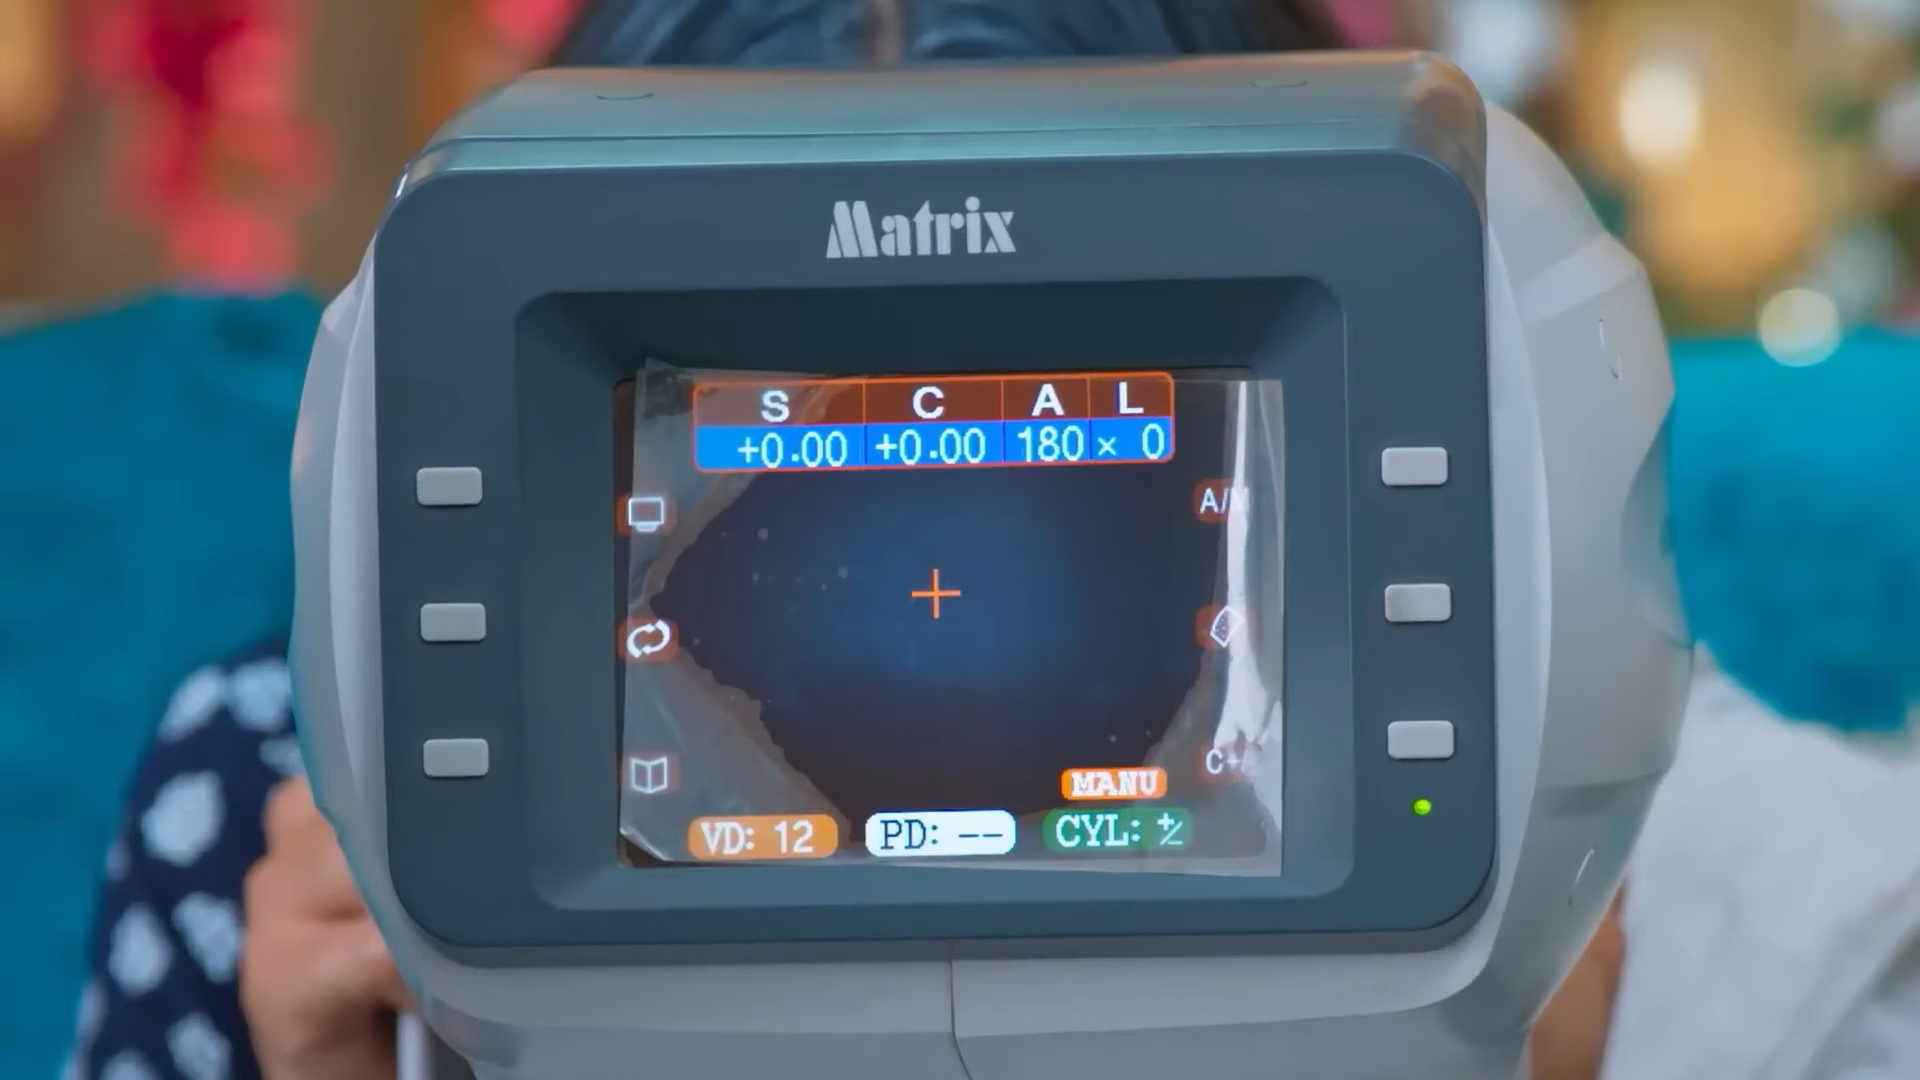 Matrix
S C A L
+0.00 +0.00 180 × 0
A/M
C+/
MANU
VD: 12 PD: -- CYL: +/-